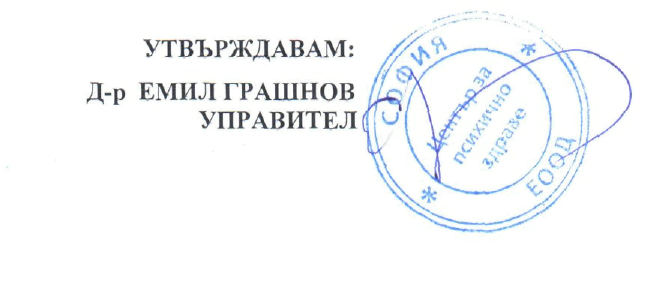 УТВЪРЖДАВАМ:
Д-р ЕМИЛ ГРАШНОВ
УПРАВИТЕЛ
СОФИЯ
Център за
психично
здраве
ЕООД